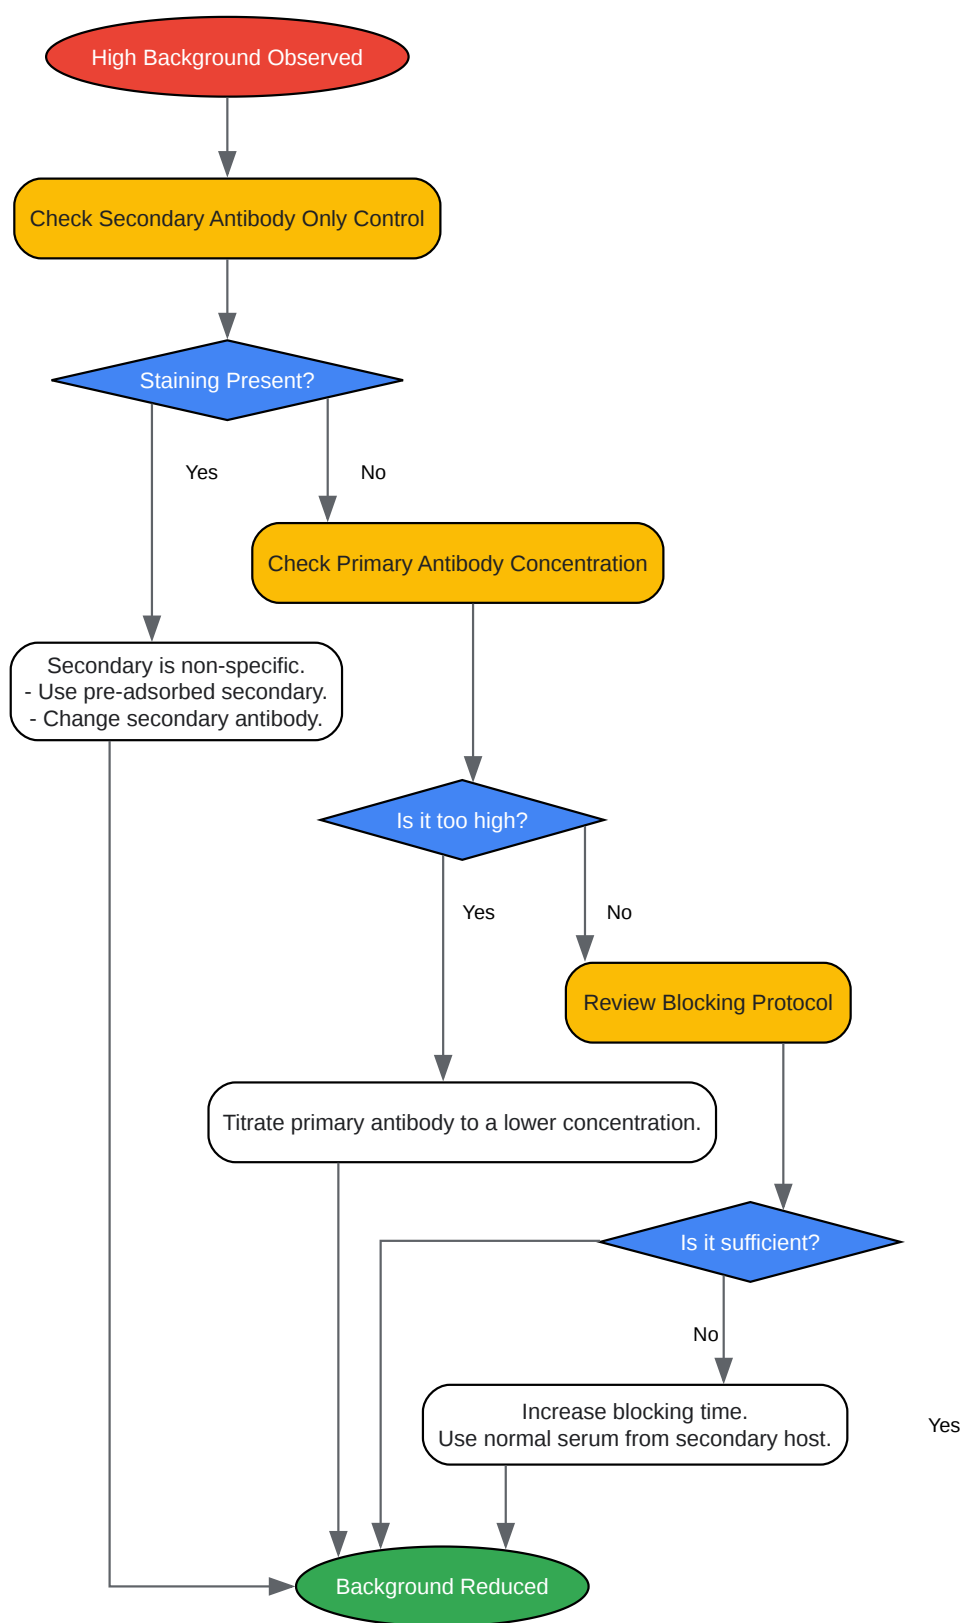 High Background Observed
Check Secondary Antibody Only Control
Staining Present?
Yes
No
Check Primary Antibody Concentration
Secondary is non-specific.
- Use pre-adsorbed secondary.
- Change secondary antibody.
Is it too high?
Yes
No
Review Blocking Protocol
Titrate primary antibody to a lower concentration.
Is it sufficient?
No
Increase blocking time.
Use normal serum from secondary host.
Yes
Background Reduced